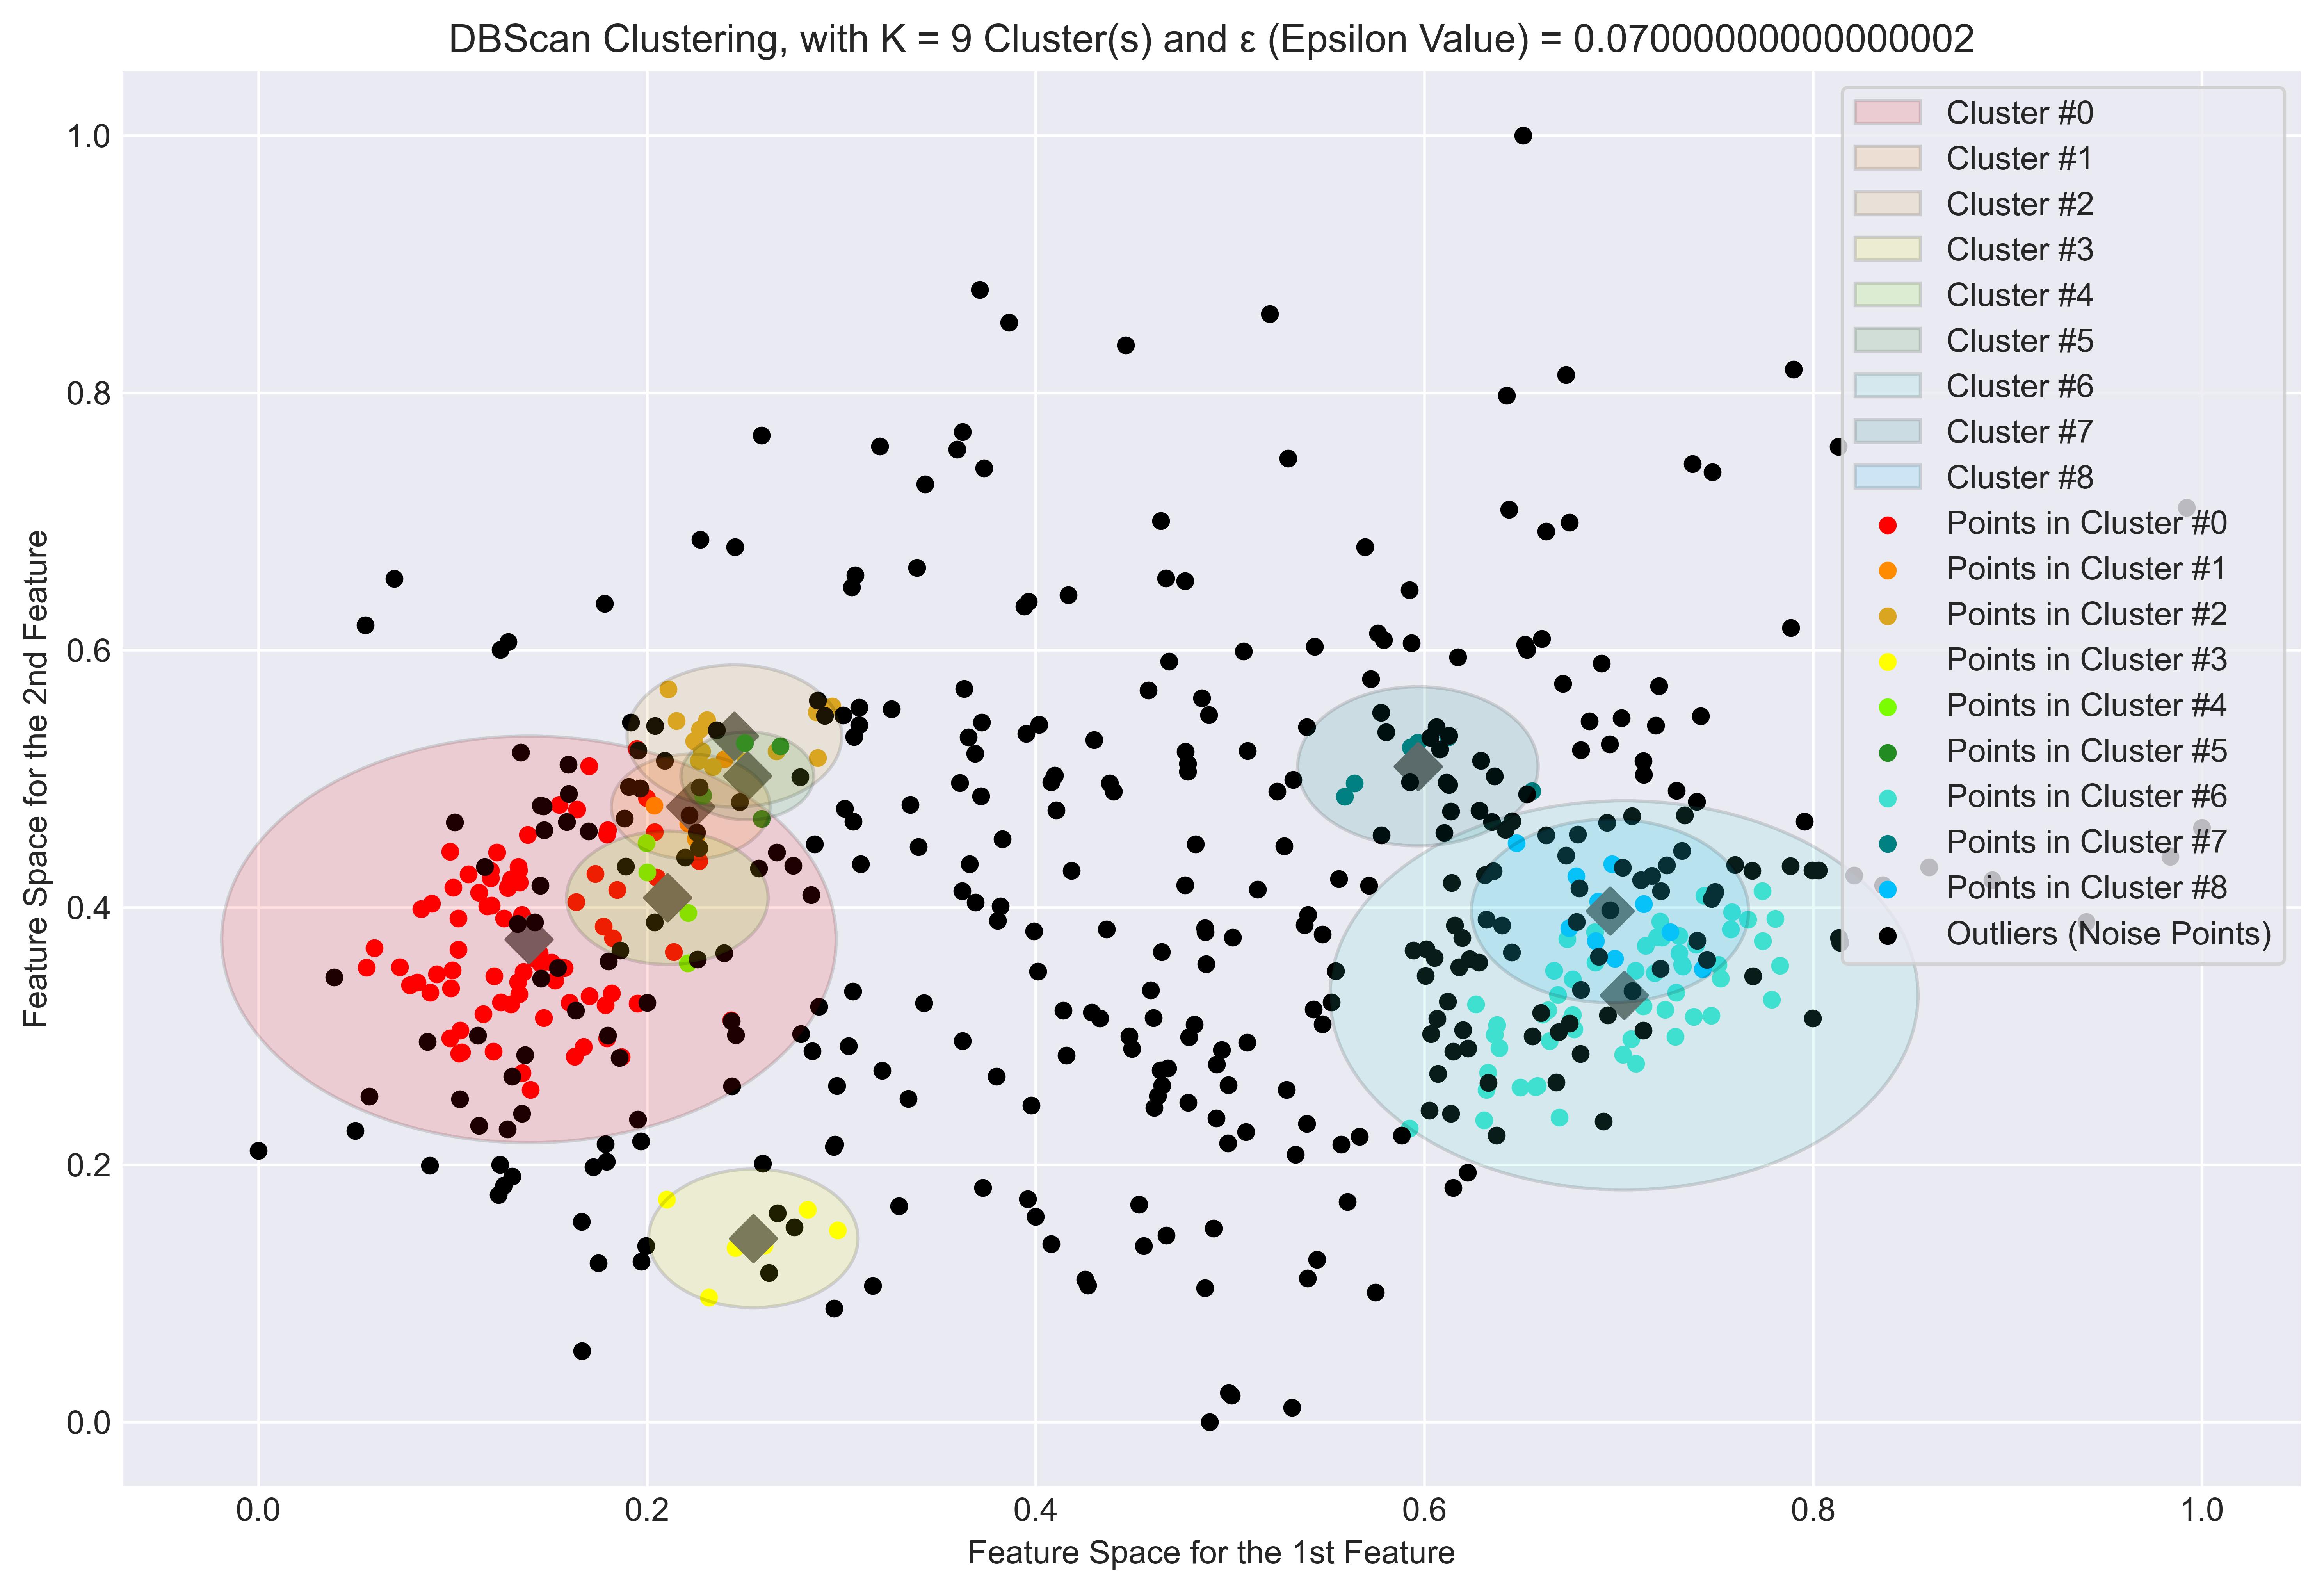 DBScan Clustering, with K = 9 Cluster(s) and ε (Epsilon Value) = 0.07000000000000002
Cluster #0
Cluster #1
Cluster #2
Cluster #3
Cluster #4
Cluster #5
Cluster #6
Cluster #7
Cluster #8
Points in Cluster #0
Points in Cluster #1
Points in Cluster #2
Points in Cluster #3
Points in Cluster #4
Points in Cluster #5
Points in Cluster #6
Points in Cluster #7
Points in Cluster #8
Outliers (Noise Points)
Feature Space for the 2nd Feature
1.0
0.8
0.6
0.4
0.2
0.0
0.0 0.2 0.4 0.6 0.8 1.0
Feature Space for the 1st Feature